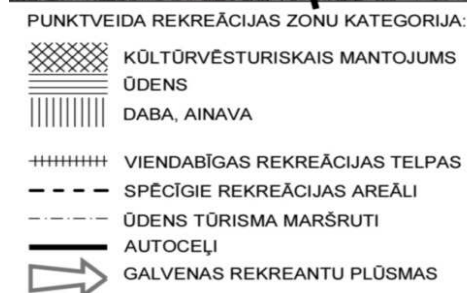 PUNKTVEIDA REKREĀCIJAS ZONU KATEGORIJA:
KŪLTŪRVĒSTURISKAIS MANTOJUMS
ŪDENS
DABA, AINAVA
VIENDABĪGAS REKREĀCIJAS TELPAS
SPĒCĪGIE REKREĀCIJAS AREĀLI
ŪDENS TŪRISMA MARŠRUTI
AUTOCEĻI
GALVENAS REKREANTU PLŪSMAS